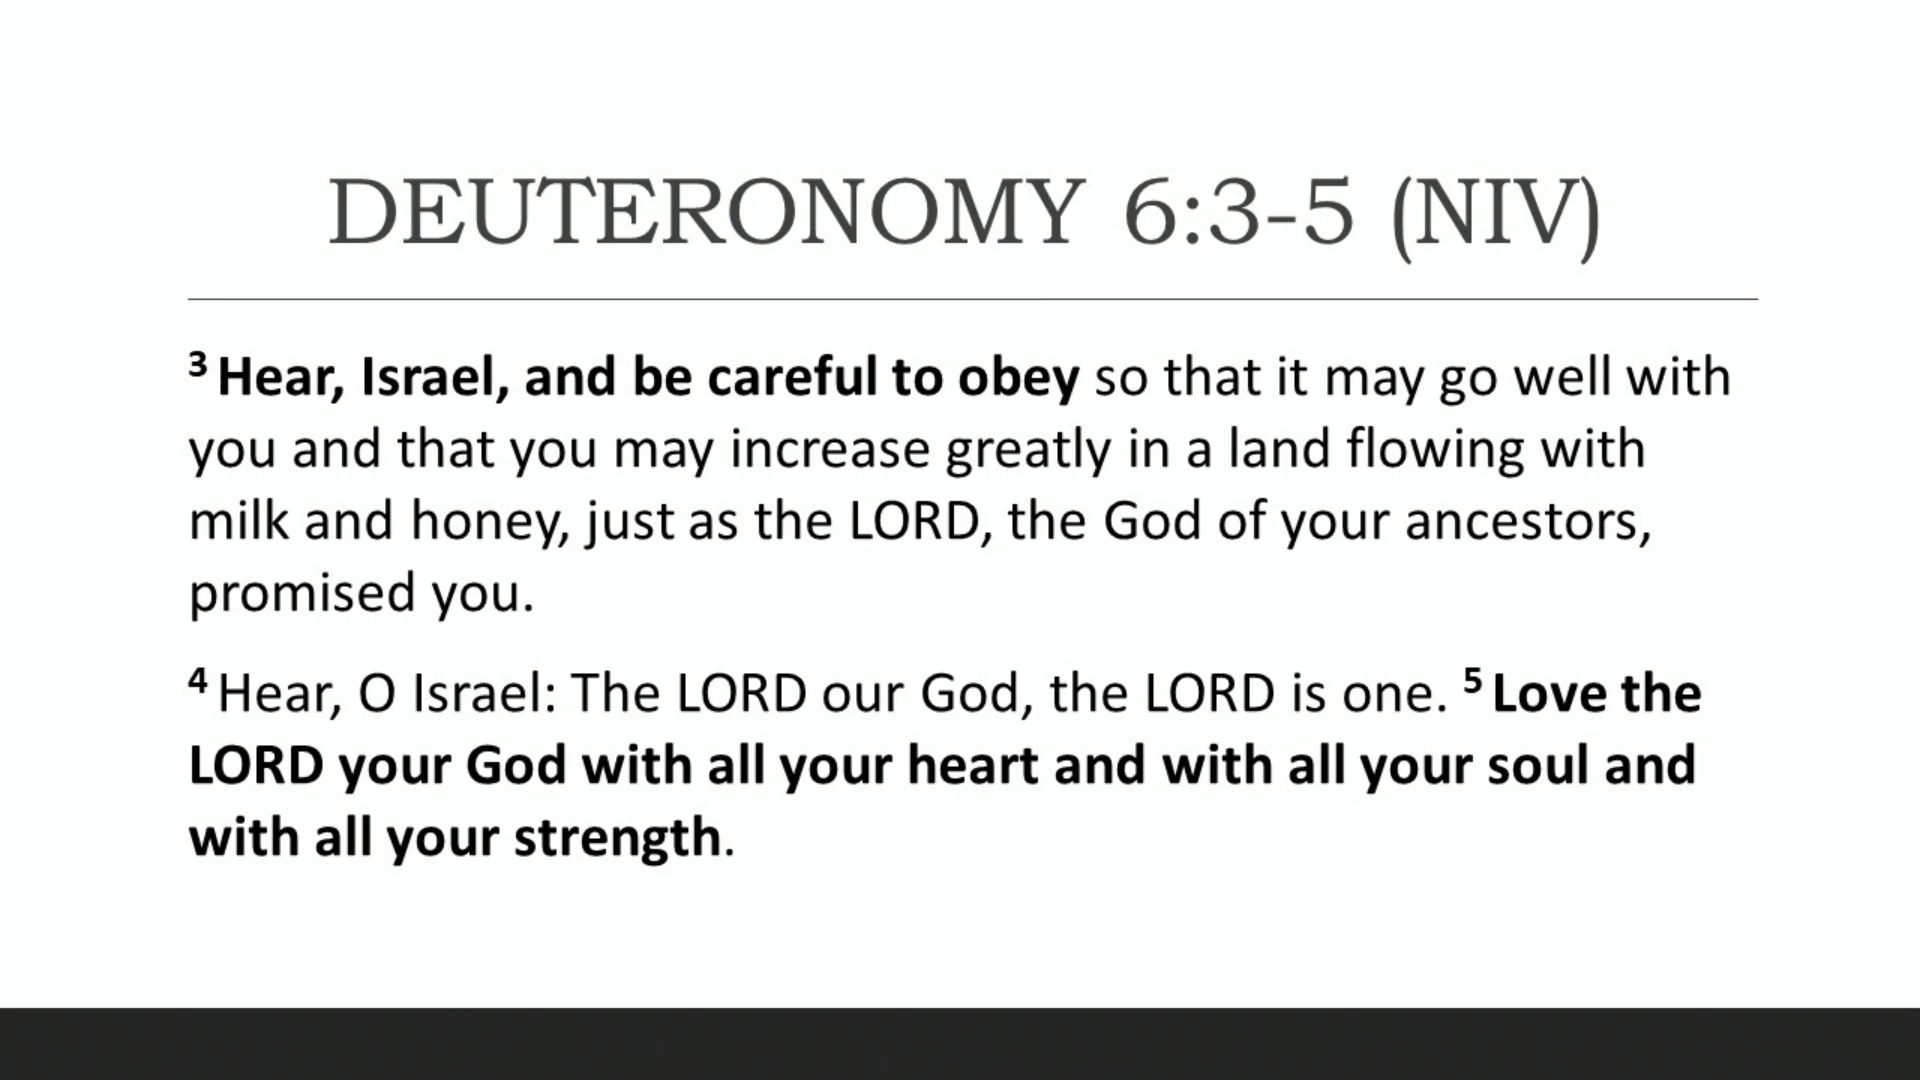 DEUTERONOMY 6:3-5 (NIV)
3 Hear, Israel, and be careful to obey so that it may go well with
you and that you may increase greatly in a land flowing with
milk and honey, just as the LORD, the God of your ancestors,
promised you.
4 Hear, O Israel: The LORD our God, the LORD is one. 5 Love the
LORD your God with all your heart and with all your soul and
with all your strength.